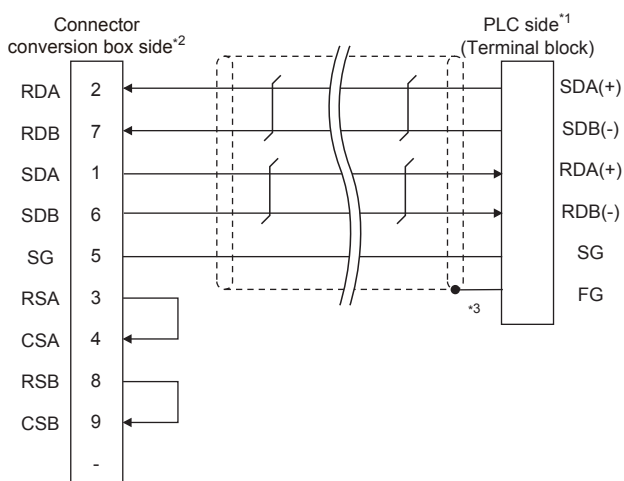 Connector
conversion box side*2
PLC side*1
(Terminal block)
RDA 2 SDA(+)
RDB 7 SDB(-)
SDA 1 RDA(+)
SDB 6 RDB(-)
SG 5 SG
RSA 3 FG
*3
CSA 4
RSB 8
CSB 9
-